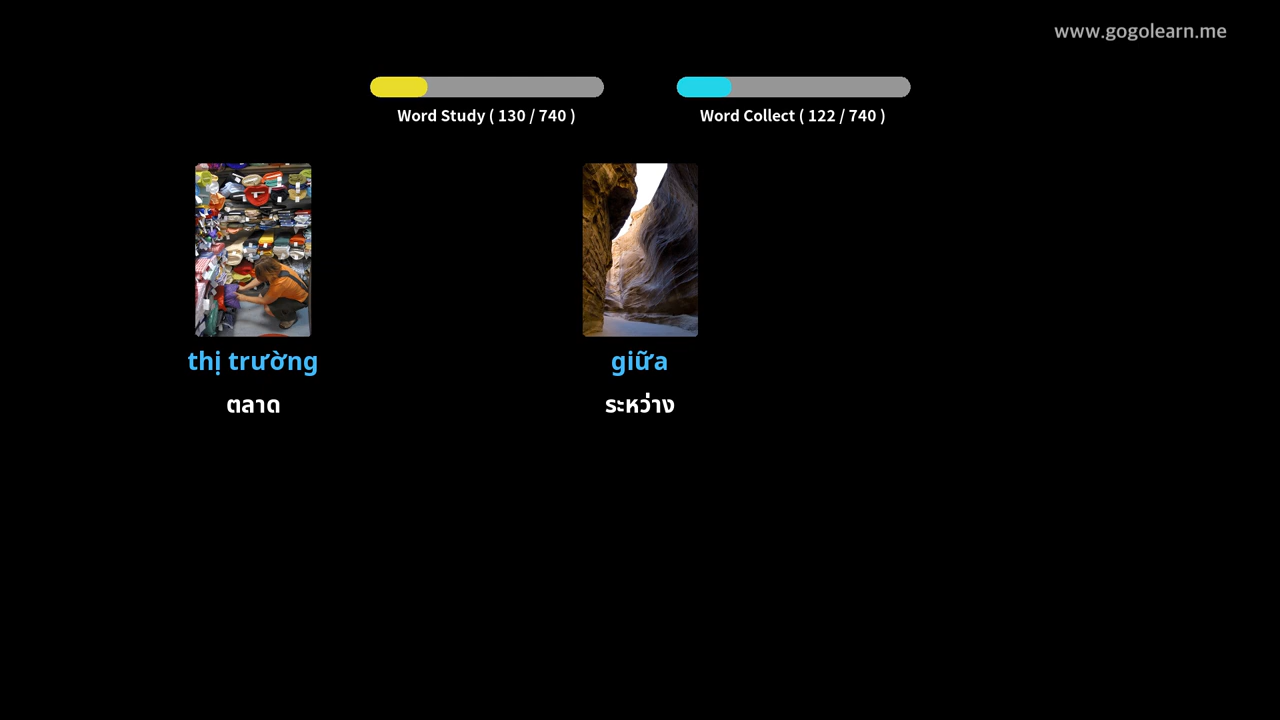 www.gogolearn.me
Word Study ( 130 / 740 )
Word Collect ( 122 / 740 )
thị trường
ตลาด
giữa
ระหว่าง